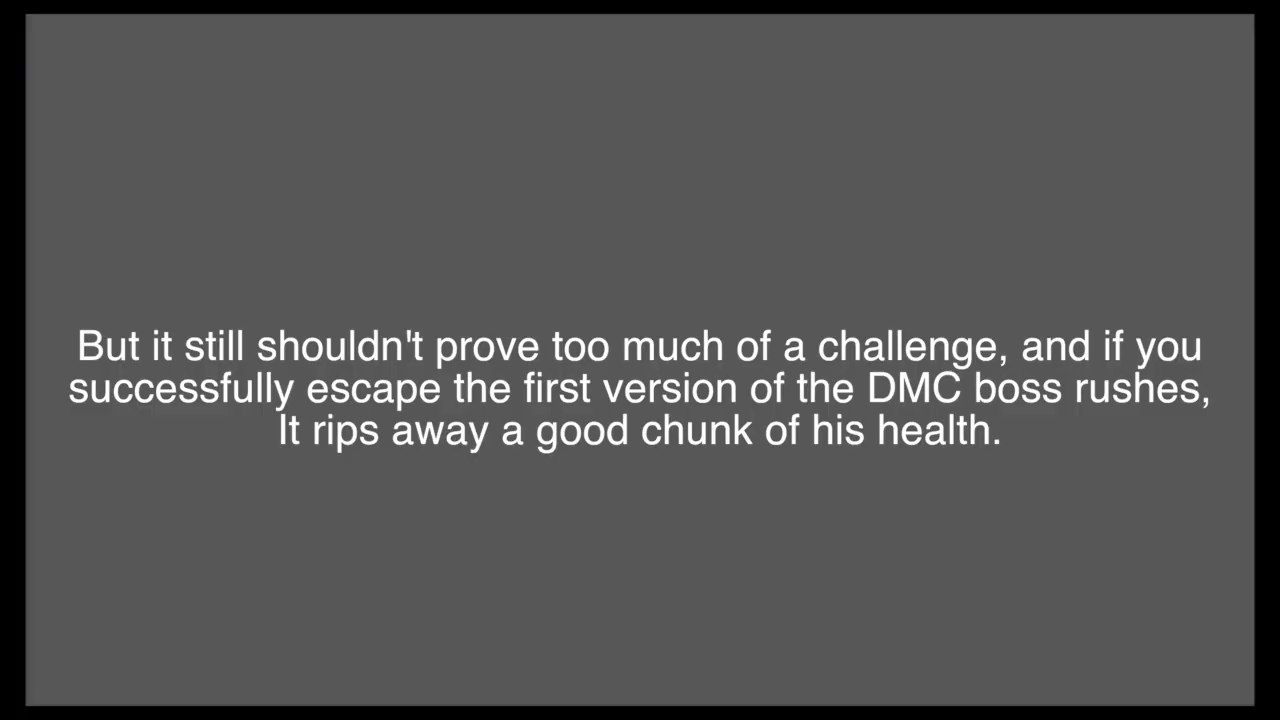 But it still shouldn't prove too much of a challenge, and if you
successfully escape the first version of the DMC boss rushes,
It rips away a good chunk of his health.